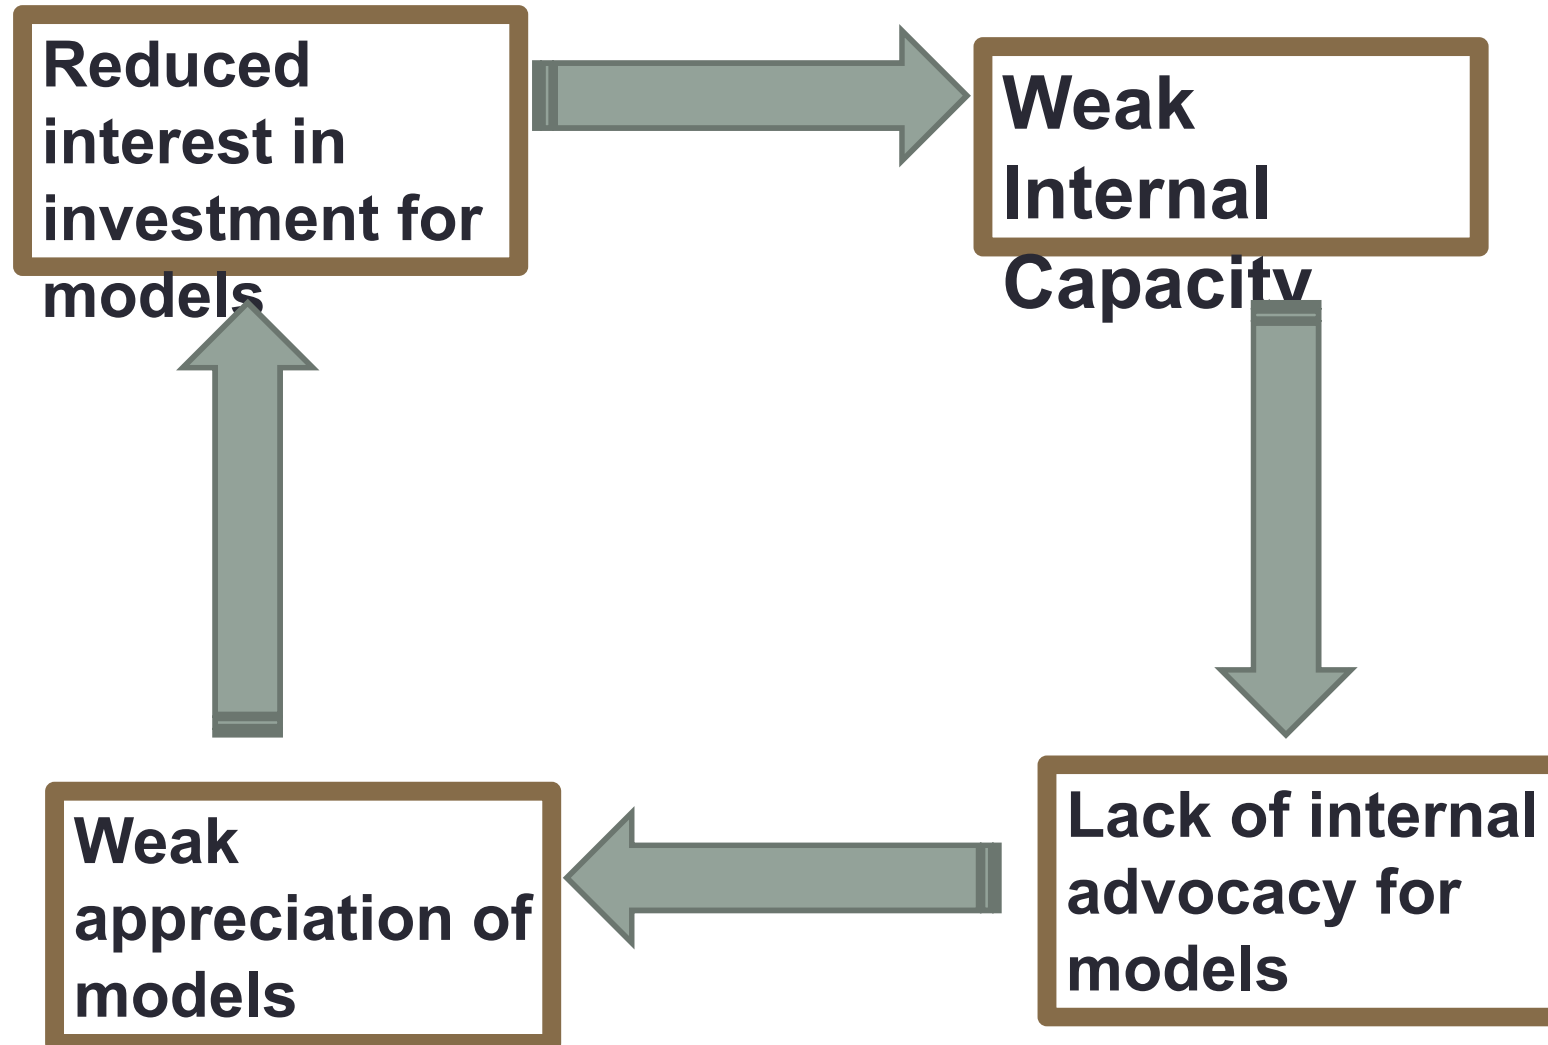 Reduced
interest in
investment for
models
Weak
Internal
Capacity
Weak
appreciation of
models
Lack of internal
advocacy for
models